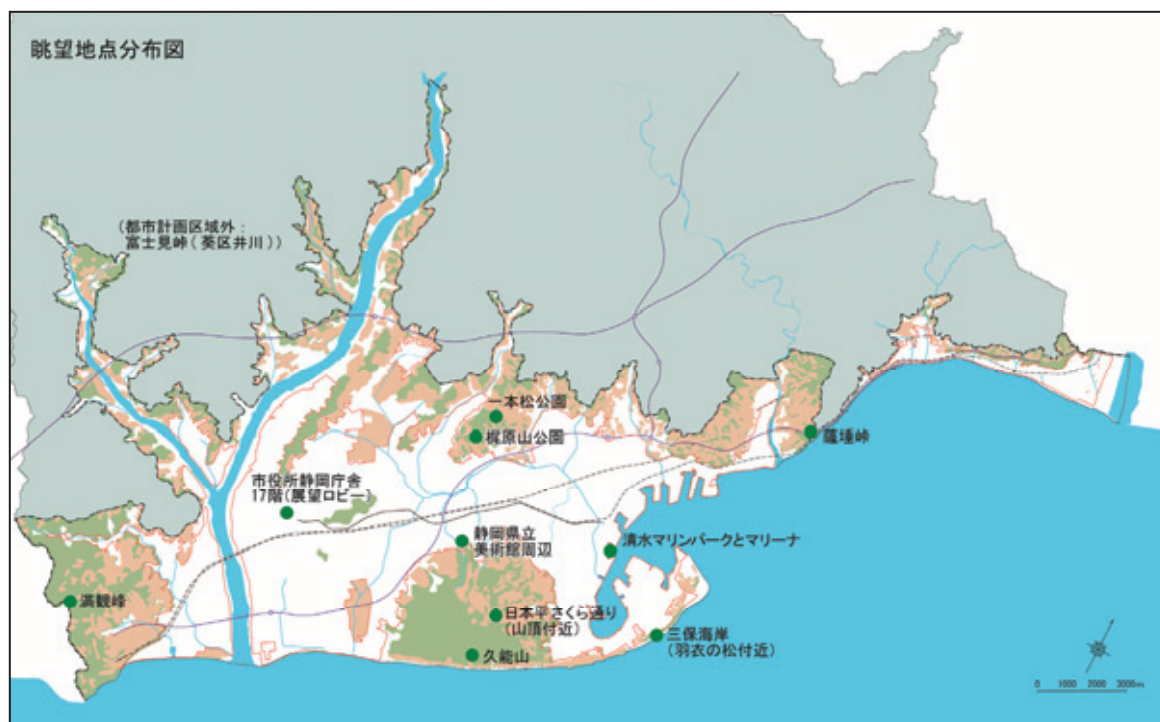 眺望地点分布図
（都市計画区域外：
富士見峠（葵区井川））
一本松公園
梶原山公園
薩埵峠
市役所静岡庁舎
17階（展望ロビー）
静岡県立
美術館周辺
清水マリンパークとマリーナ
満観峰
日本平さくら通り
（山頂付近）
三保海岸
（羽衣の松付近）
久能山
0 1000 2000 3000m